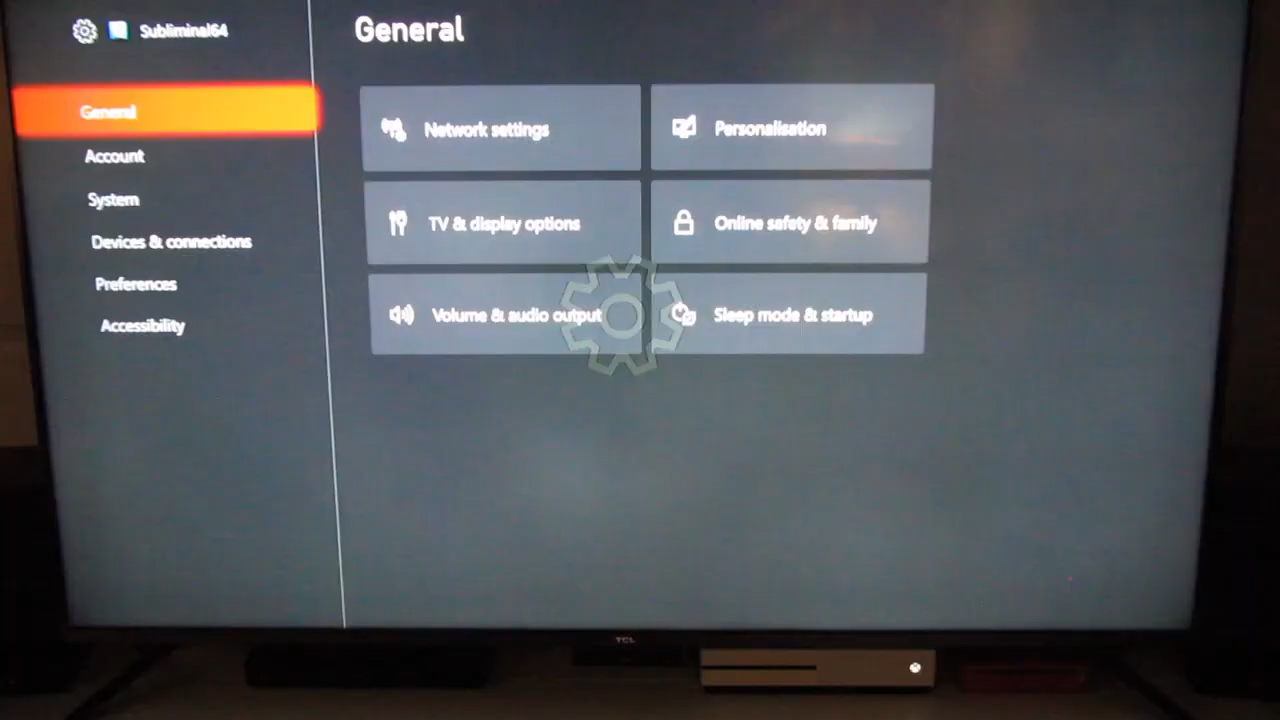 Subliminal64
General
General
Account
System
Devices & connections
Preferences
Accessibility
Network settings
Personalisation
TV & display options
Online safety & family
Volume & audio output
Sleep mode & startup
TCL